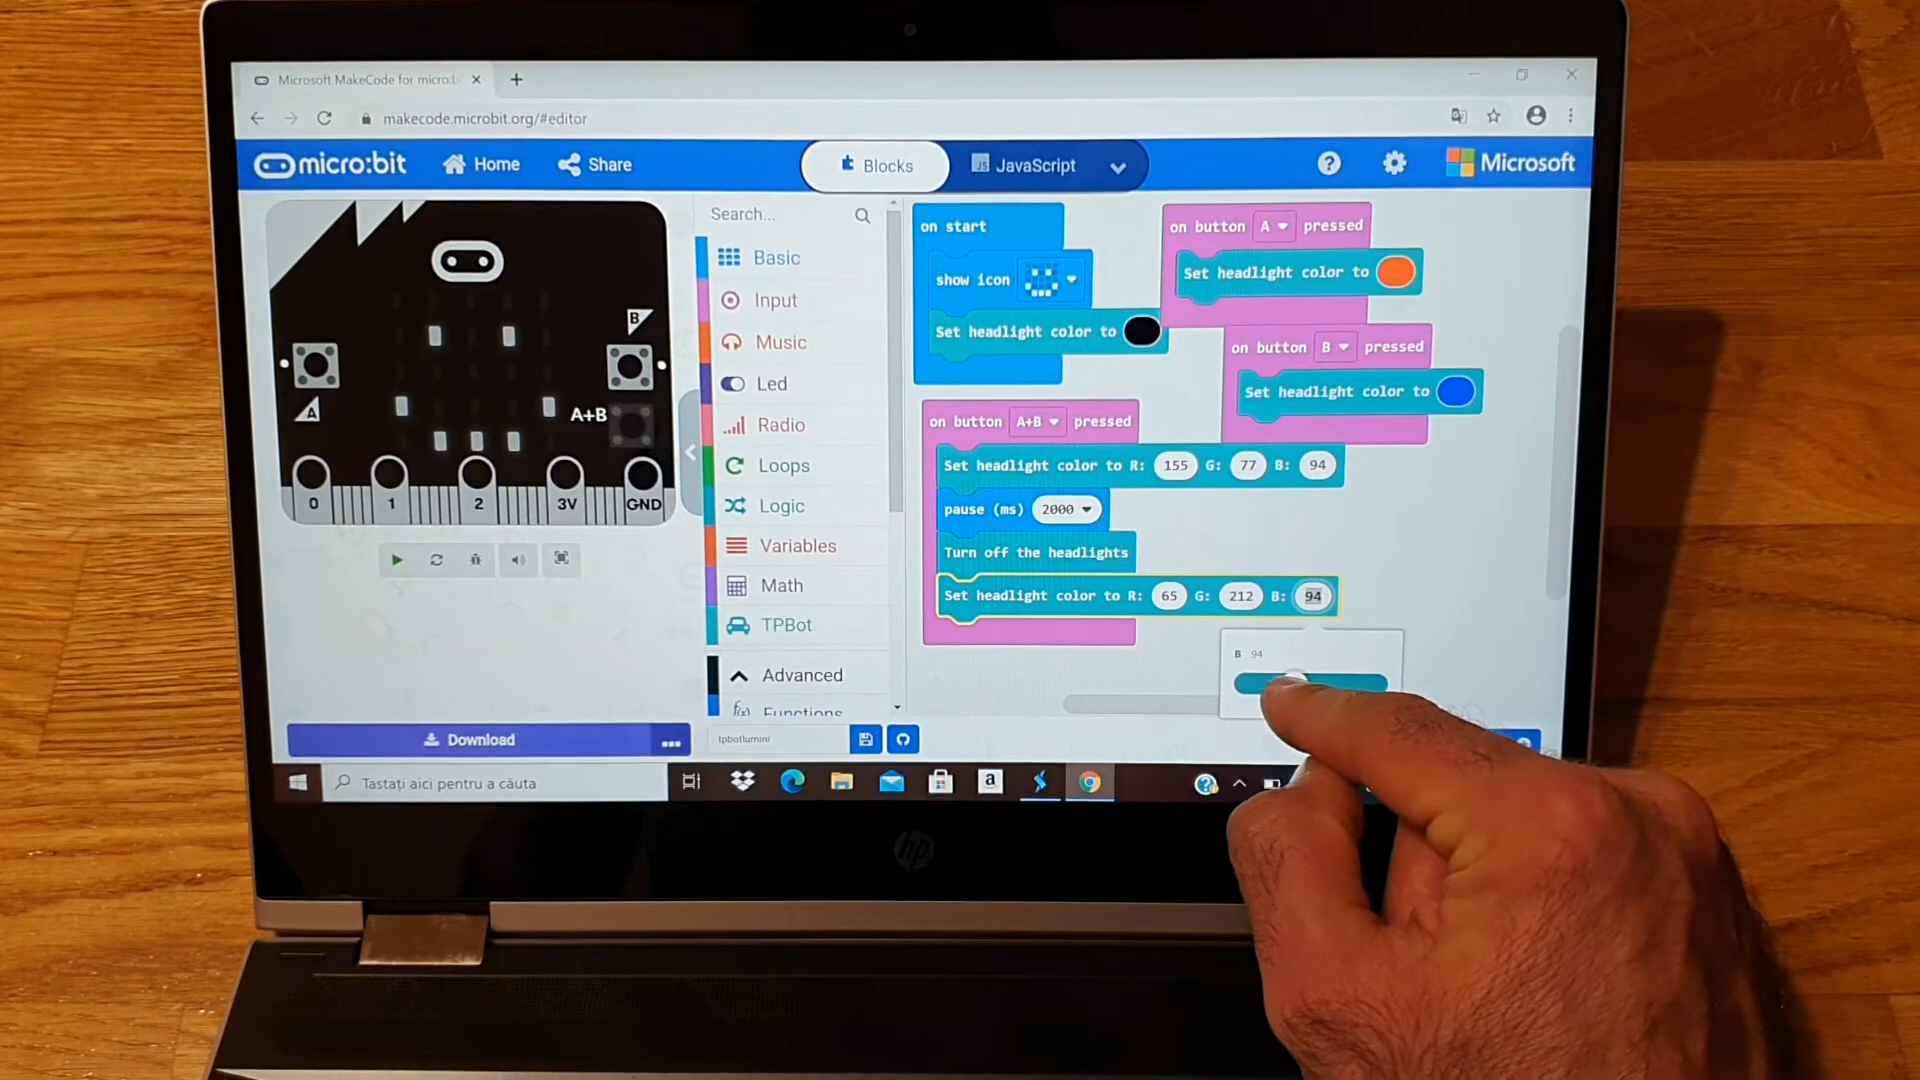 Microsoft MakeCode for micro:b
makecode.microbit.org/#editor
micro:bit
Home
Share
Blocks
JS JavaScript
?
Microsoft
B
A
A+B
0 1 2 3V GND
Search...
Basic
Input
Music
Led
Radio
Loops
Logic
Variables
Math
TPBot
Advanced
f(x) Functions
on start
show icon
Set headlight color to
on button A pressed
Set headlight color to
on button B pressed
Set headlight color to
on button A+B pressed
Set headlight color to R: 155 G: 77 B: 94
pause (ms) 2000
Turn off the headlights
Set headlight color to R: 65 G: 212 B: 94
B 94
Download
tpbotlumini
Tastați aici pentru a căuta
a
?
hp